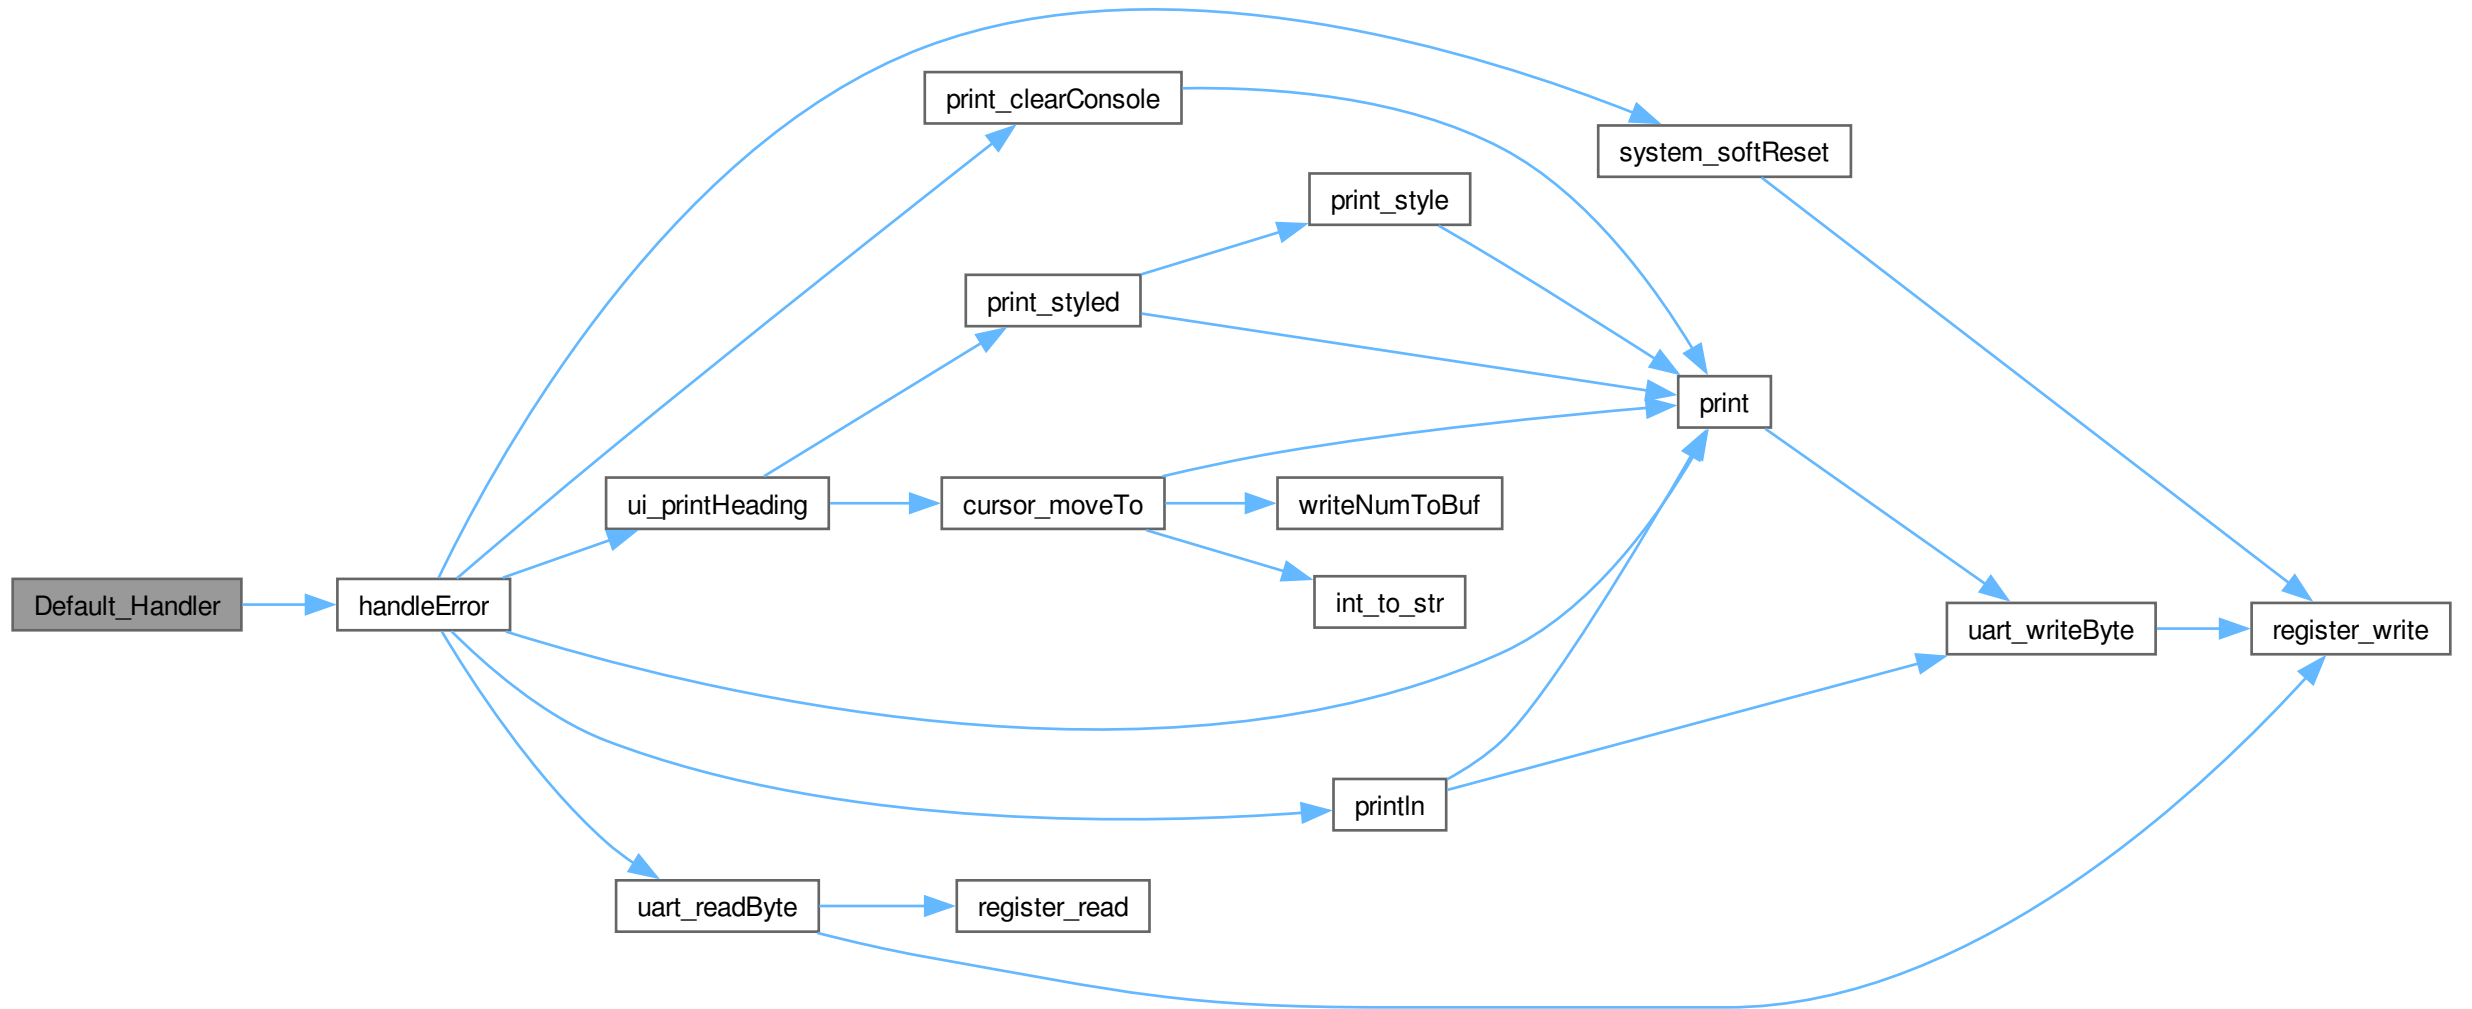 print_clearConsole
system_softReset
print_style
print_styled
print
ui_printHeading
cursor_moveTo
writeNumToBuf
Default_Handler
handleError
int_to_str
uart_writeByte
register_write
println
uart_readByte
register_read